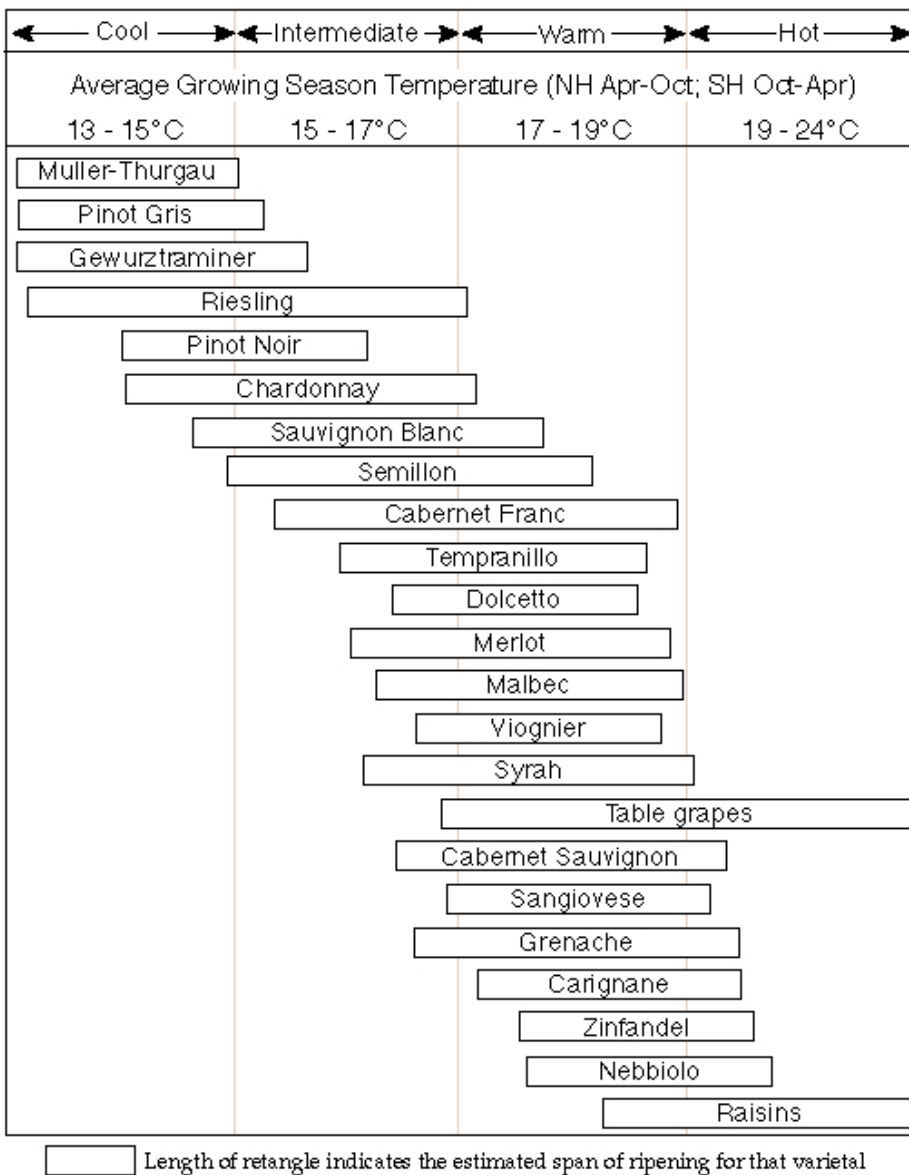 Cool Intermediate Warm Hot
Average Growing Season Temperature (NH Apr-Oct; SH Oct-Apr)
13 - 15°C 15 - 17°C 17 - 19°C 19 - 24°C
Muller-Thurgau
Pinot Gris
Gewurztraminer
Riesling
Pinot Noir
Chardonnay
Sauvignon Blanc
Semillon
Cabernet Franc
Tempranillo
Dolcetto
Merlot
Malbec
Viognier
Syrah
Table grapes
Cabernet Sauvignon
Sangiovese
Grenache
Carignane
Zinfandel
Nebbiolo
Raisins
Length of retangle indicates the estimated span of ripening for that varietal